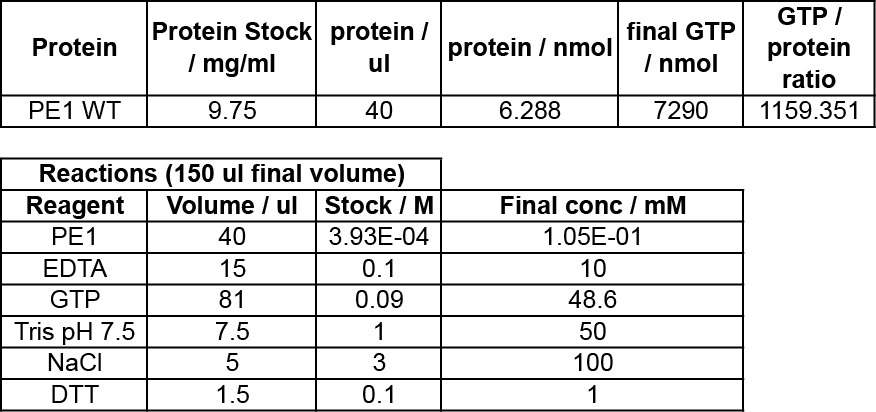 Protein Protein Stock / mg/ml protein / ul protein / nmol final GTP / nmol GTP / protein ratio
PE1 WT 9.75 40 6.288 7290 1159.351
Reactions (150 ul final volume)
Reagent Volume / ul Stock / M Final conc / mM
PE1 40 3.93E-04 1.05E-01
EDTA 15 0.1 10
GTP 81 0.09 48.6
Tris pH 7.5 7.5 1 50
NaCl 5 3 100
DTT 1.5 0.1 1